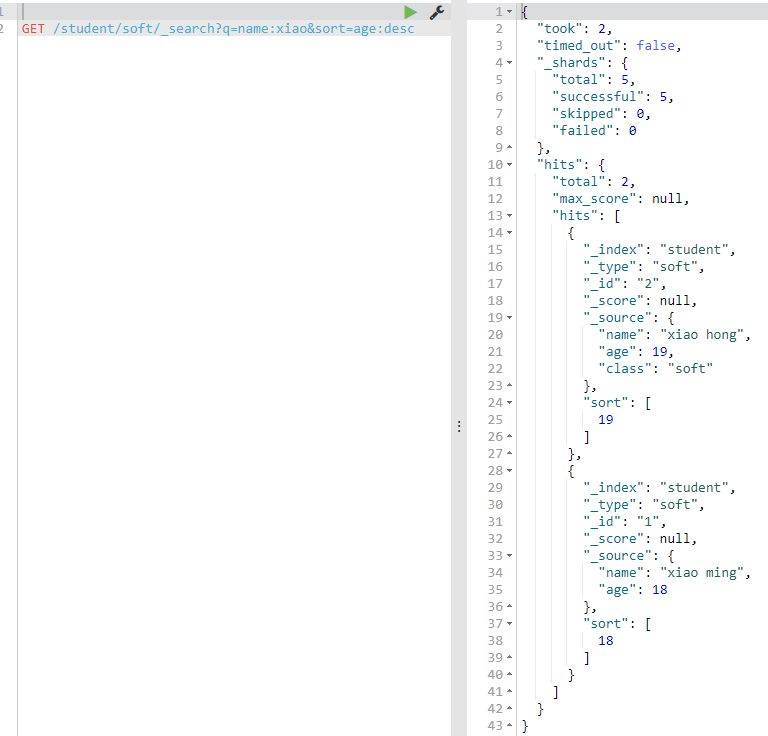 1
2 GET /student/soft/_search?q=name:xiao&sort=age:desc
1 {
2 "took": 2,
3 "timed_out": false,
4 "_shards": {
5 "total": 5,
6 "successful": 5,
7 "skipped": 0,
8 "failed": 0
9 },
10 "hits": {
11 "total": 2,
12 "max_score": null,
13 "hits": [
14 {
15 "_index": "student",
16 "_type": "soft",
17 "_id": "2",
18 "_score": null,
19 "_source": {
20 "name": "xiao hong",
21 "age": 19,
22 "class": "soft"
23 },
24 "sort": [
25 19
26 ]
27 },
28 {
29 "_index": "student",
30 "_type": "soft",
31 "_id": "1",
32 "_score": null,
33 "_source": {
34 "name": "xiao ming",
35 "age": 18
36 },
37 "sort": [
38 18
39 ]
40 }
41 ]
42 }
43 }